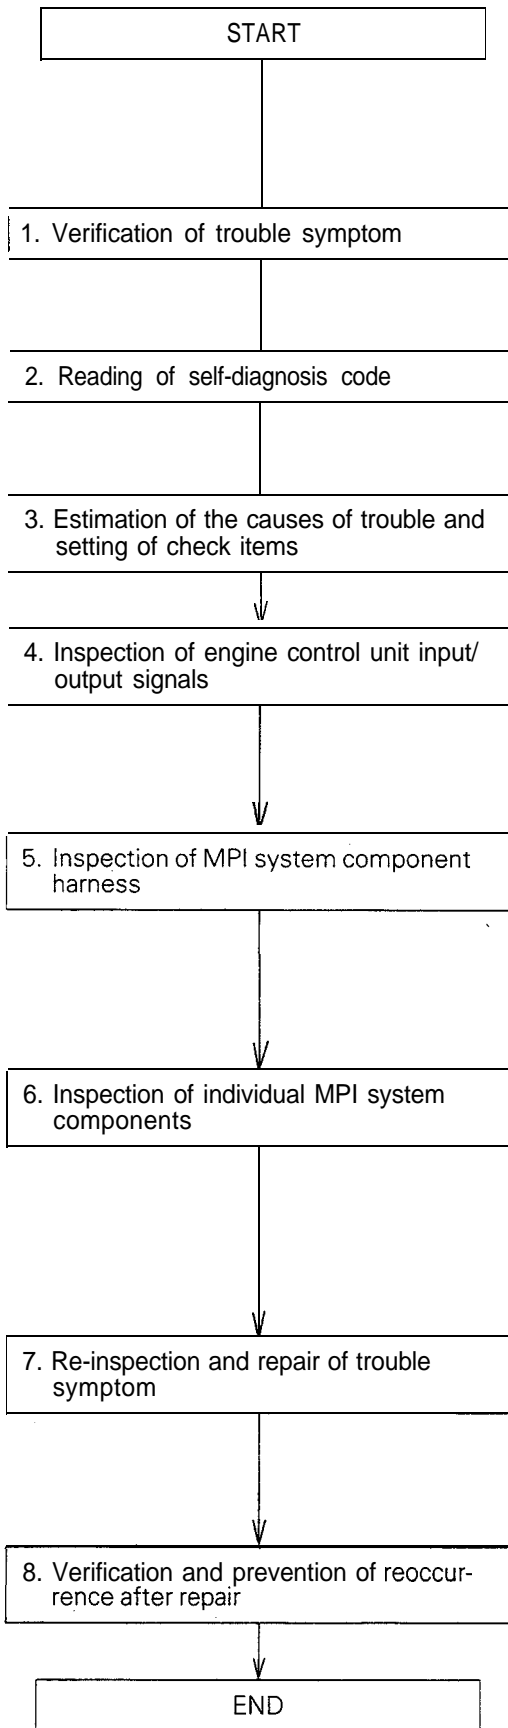 START
1. Verification of trouble symptom
2. Reading of self-diagnosis code
3. Estimation of the causes of trouble and
setting of check items
4. Inspection of engine control unit input/
output signals
5. Inspection of MPI system component
harness
6. Inspection of individual MPI system
components
7. Re-inspection and repair of trouble
symptom
8. Verification and prevention of reoccur-
rence after repair
END